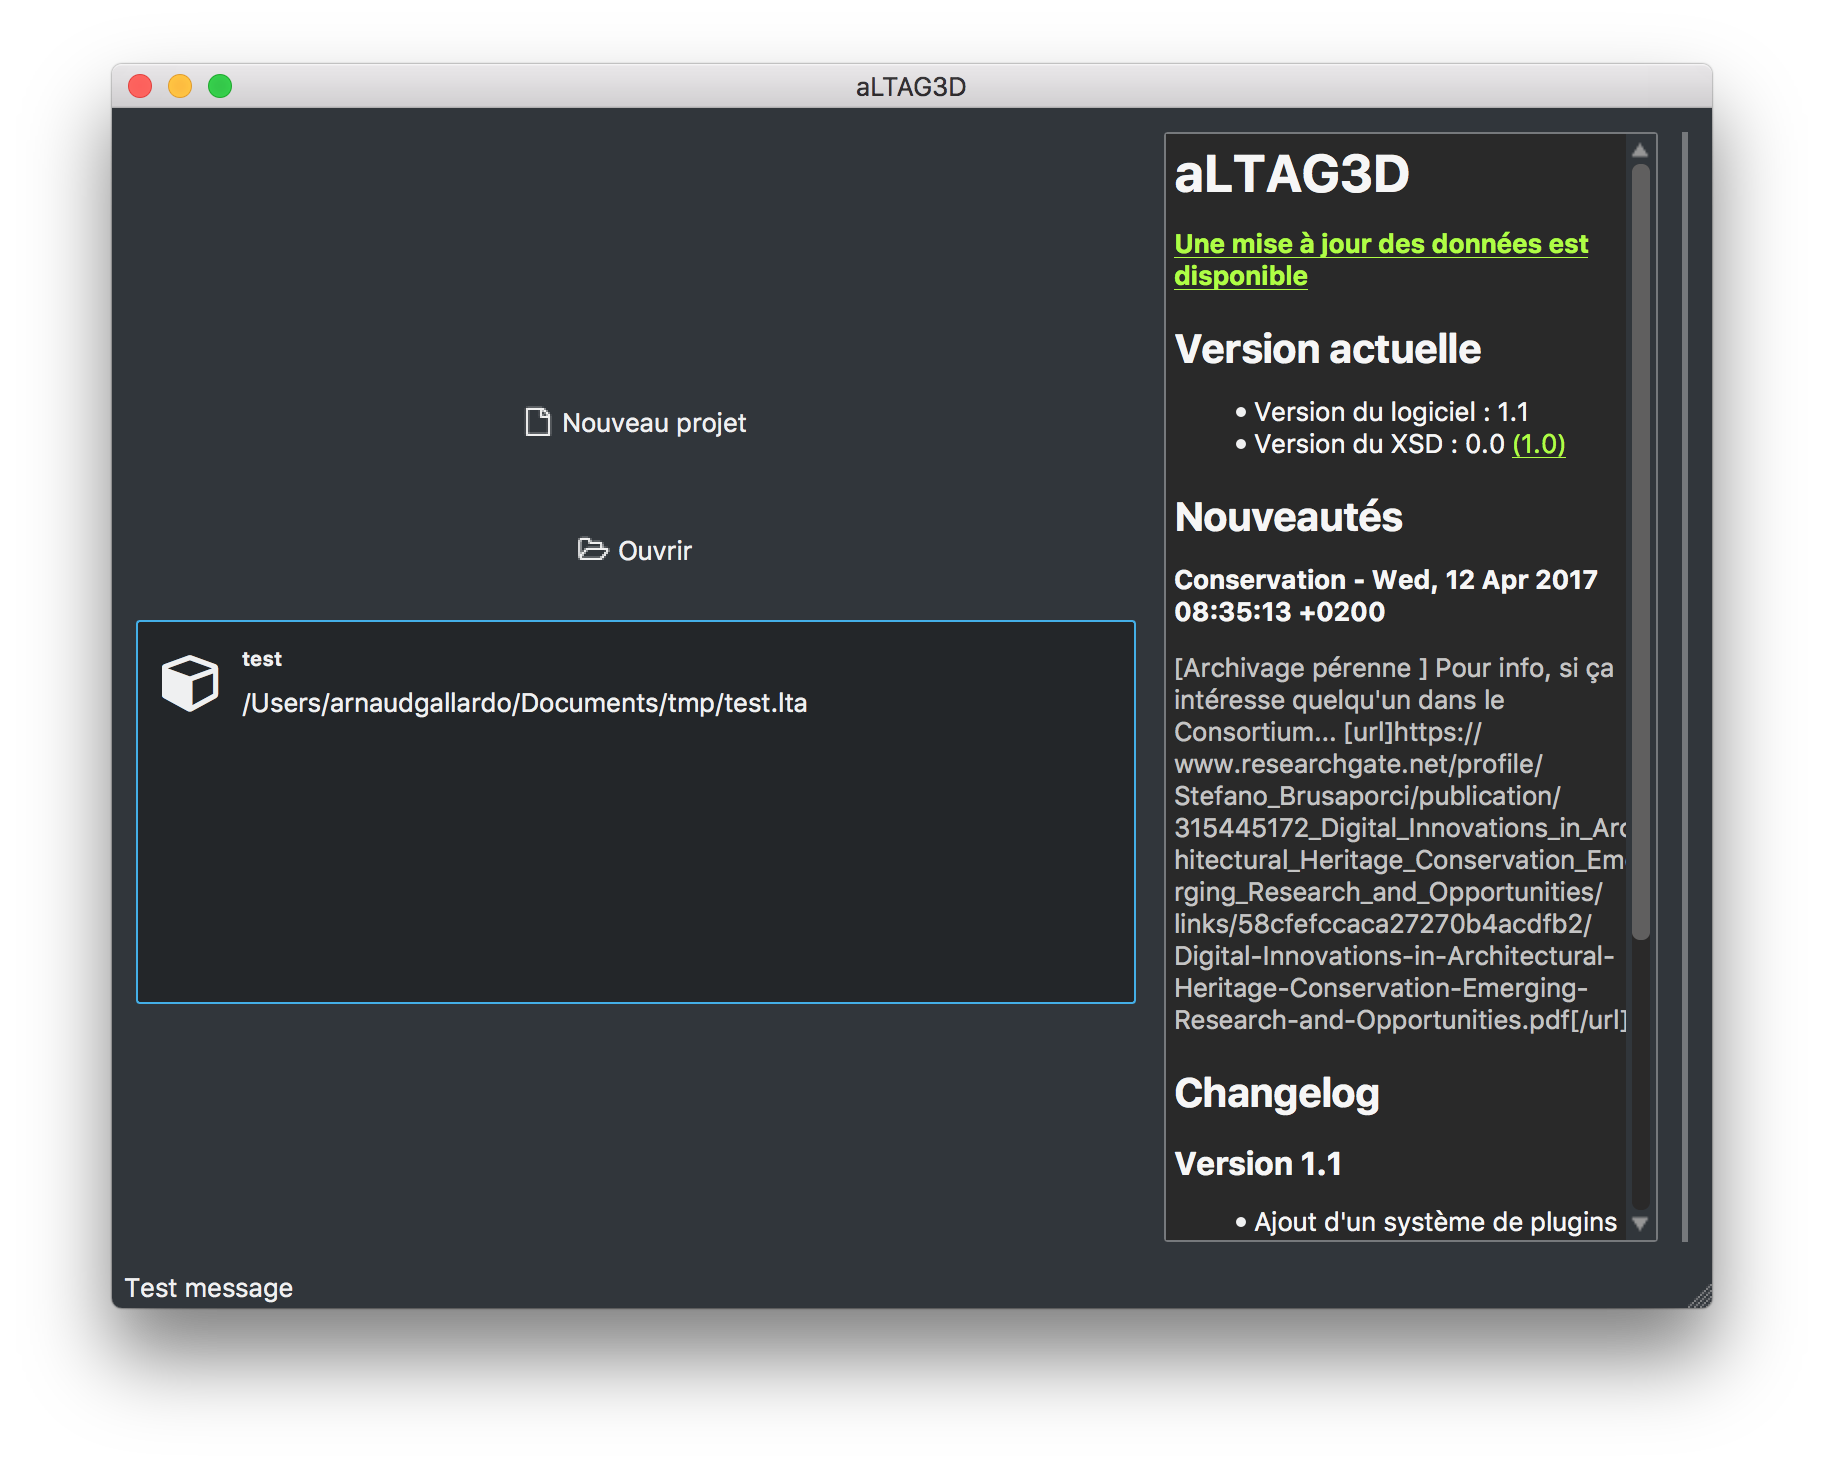 aLTAG3D
Nouveau projet
Ouvrir
test
/Users/arnaudgallardo/Documents/tmp/test.lta
aLTAG3D
Une mise à jour des données est
disponible
Version actuelle
• Version du logiciel : 1.1
• Version du XSD : 0.0 (1.0)
Nouveautés
Conservation - Wed, 12 Apr 2017
08:35:13 +0200
[Archivage pérenne ] Pour info, si ça
intéresse quelqu'un dans le
Consortium... [url]https://
www.researchgate.net/profile/
Stefano_Brusaporci/publication/
315445172_Digital_Innovations_in_Arc
hitectural_Heritage_Conservation_Eme
rging_Research_and_Opportunities/
links/58cfefccaca27270b4acdfb2/
Digital-Innovations-in-Architectural-
Heritage-Conservation-Emerging-
Research-and-Opportunities.pdf[/url]
Changelog
Version 1.1
• Ajout d'un système de plugins
Test message